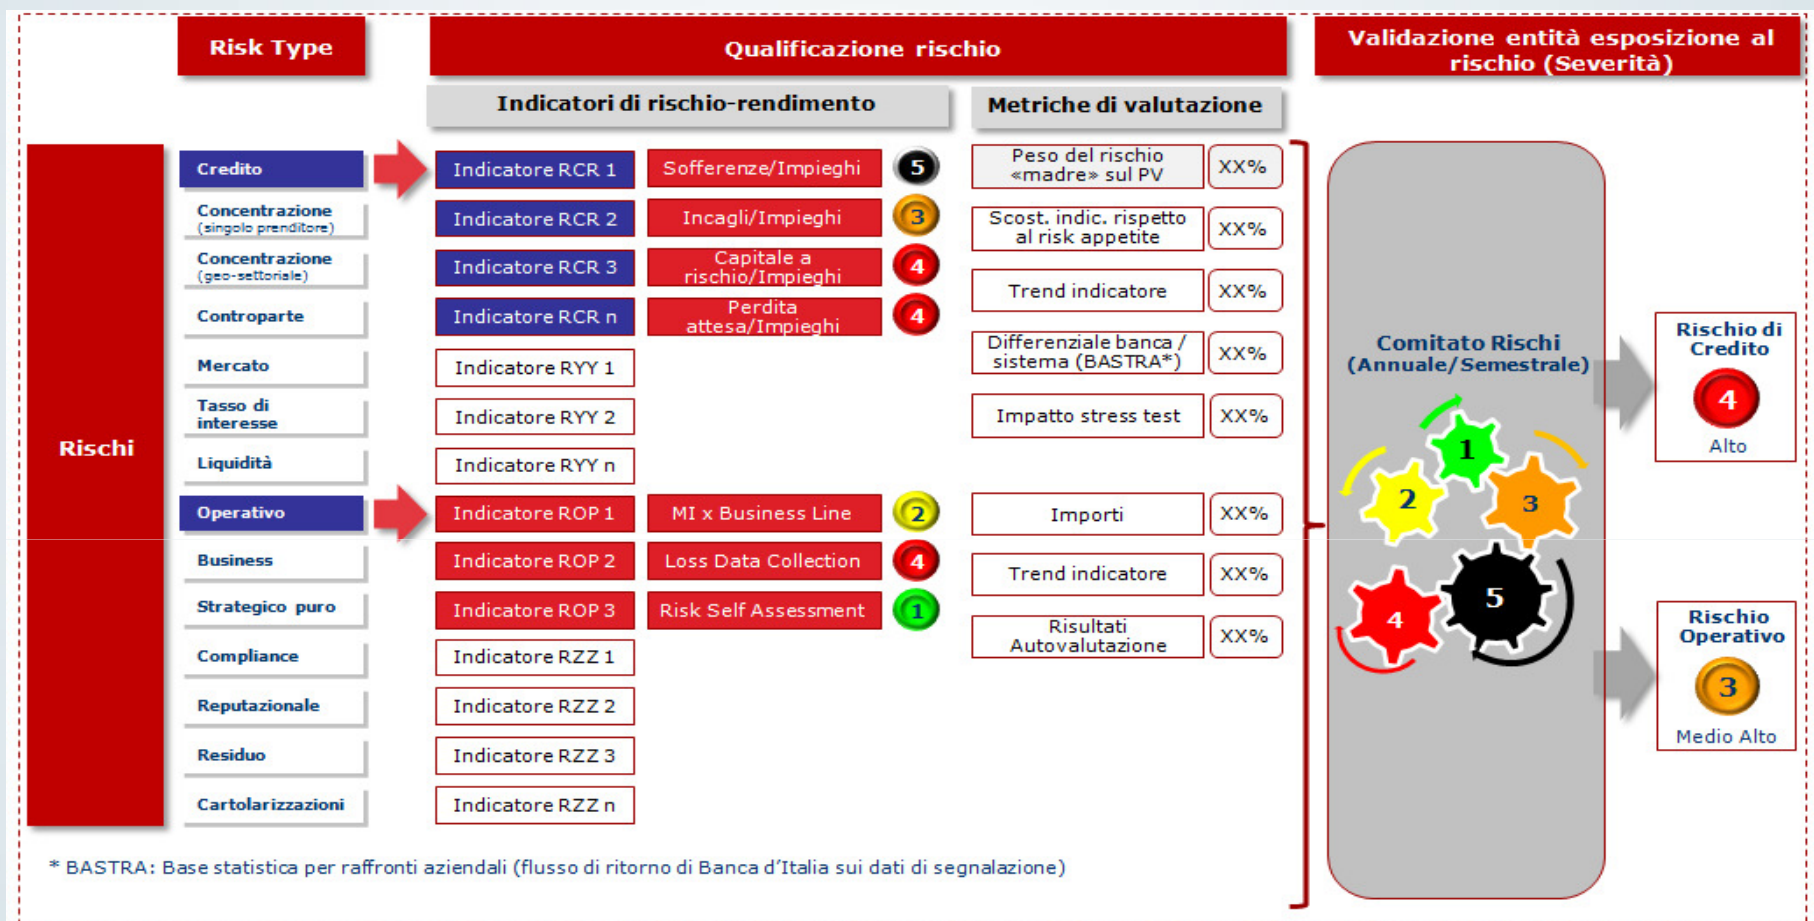 Risk Type
Qualificazione rischio
Validazione entità esposizione al
rischio (Severità)
Indicatori di rischio-rendimento
Metriche di valutazione
Rischi
Credito
Concentrazione
(singolo prenditore)
Concentrazione
(geo-settoriale)
Controparte
Mercato
Tasso di
interesse
Liquidità
Operativo
Business
Strategico puro
Compliance
Reputazionale
Residuo
Cartolarizzazioni
Indicatore RCR 1
Sofferenze/Impieghi
5
Indicatore RCR 2
Incagli/Impieghi
3
Indicatore RCR 3
Capitale a
rischio/Impieghi
4
Indicatore RCR n
Perdita
attesa/Impieghi
4
Indicatore RYY 1
Indicatore RYY 2
Indicatore RYY n
Indicatore ROP 1
MI x Business Line
2
Indicatore ROP 2
Loss Data Collection
4
Indicatore ROP 3
Risk Self Assessment
1
Indicatore RZZ 1
Indicatore RZZ 2
Indicatore RZZ 3
Indicatore RZZ n
Peso del rischio
«madre» sul PV
XX%
Scost. indic. rispetto
al risk appetite
XX%
Trend indicatore
XX%
Differenziale banca /
sistema (BASTRA*)
XX%
Impatto stress test
XX%
Importi
XX%
Trend indicatore
XX%
Risultati
Autovalutazione
XX%
Comitato Rischi
(Annuale/Semestrale)
1
2
3
4
5
Rischio di
Credito
4
Alto
Rischio
Operativo
3
Medio Alto
* BASTRA: Base statistica per raffronti aziendali (flusso di ritorno di Banca d'Italia sui dati di segnalazione)